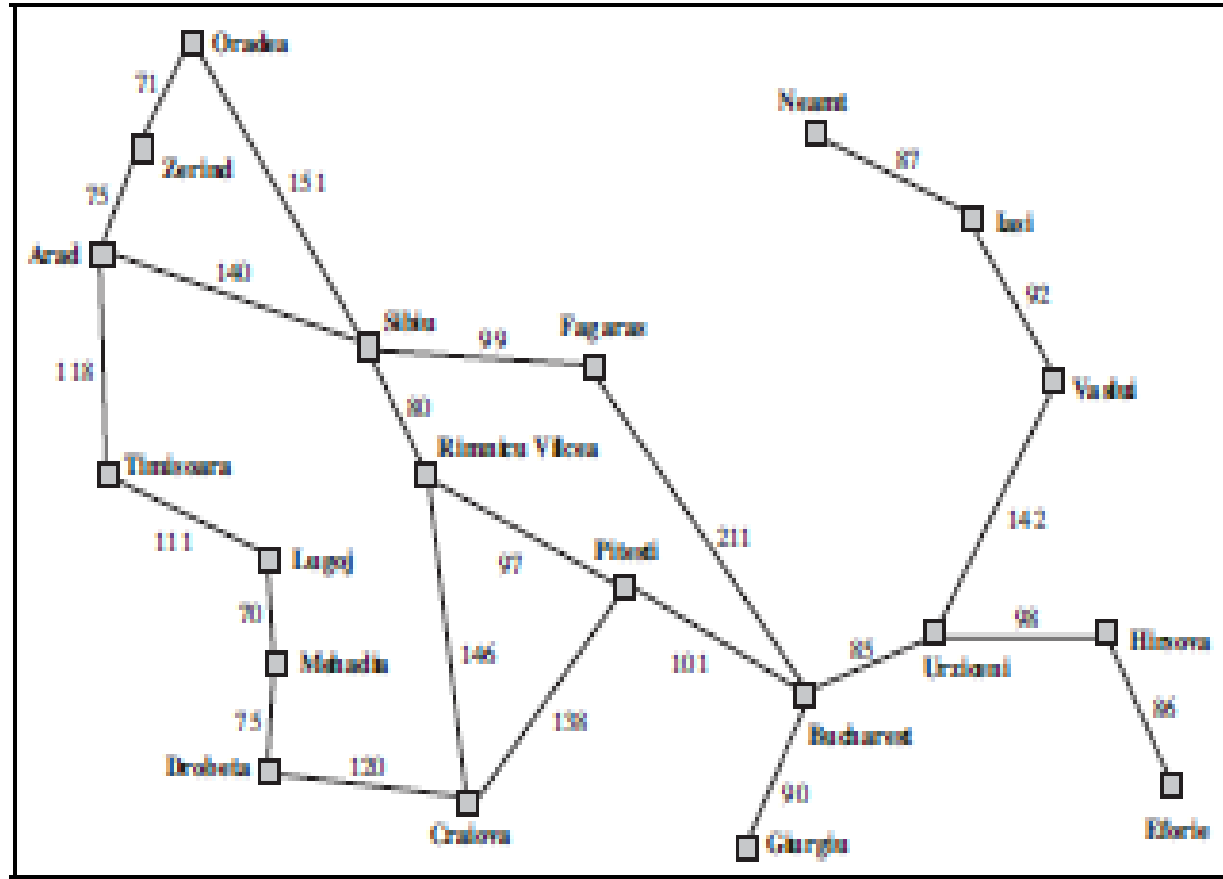 Oradea
71
Neamt
Zerind
87
151
75
Iasi
Arad
140
92
Sibiu
Fagaras
99
118
Vaslui
80
Timisoara
Rimnicu Vilcea
142
111
211
Lugoj
97
Pitesti
70
98
Hirsova
146
85
Mehadia
101
Urziceni
86
75
138
Bucharest
Drobeta
120
90
Craiova
Giurgiu
Eforie